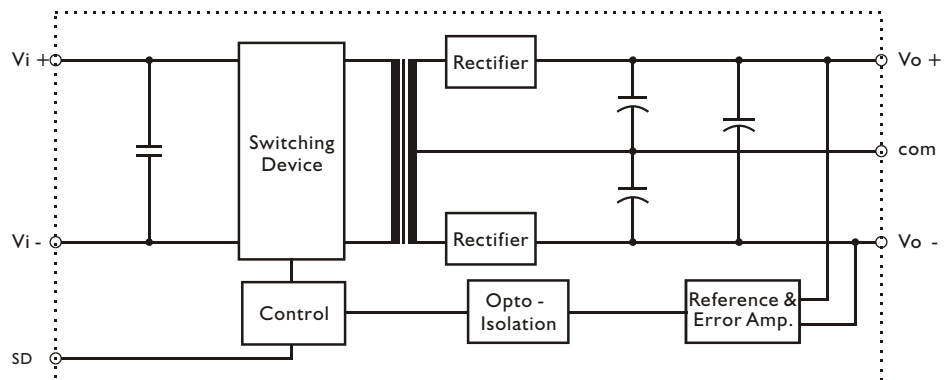 Vi +
Rectifier
Vo +
Switching
Device
com
Vi -
Rectifier
Vo -
Control
Opto -
Isolation
Reference &
Error Amp.
SD